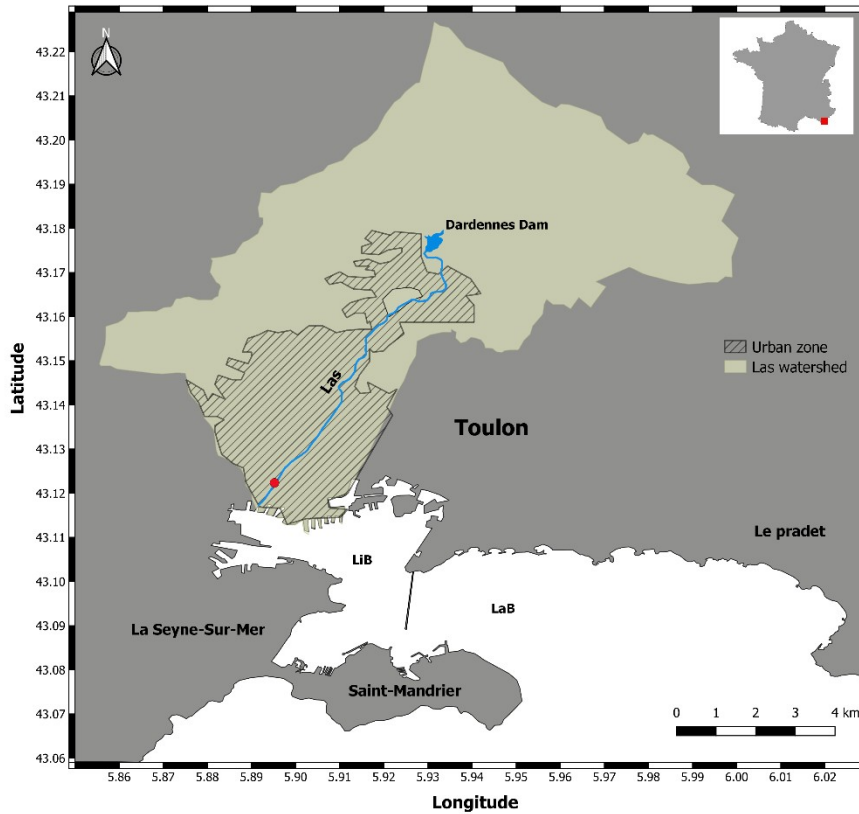 N
43.22
43.21
43.20
43.19
43.18
43.17
43.16
43.15
43.14
43.13
43.12
43.11
43.10
43.09
43.08
43.07
43.06
Latitude
Dardennes Dam
Las
Urban zone
Las watershed
Toulon
Le pradet
LiB
LaB
La Seyne-Sur-Mer
Saint-Mandrier
0 1 2 3 4 km
5.86 5.87 5.88 5.89 5.90 5.91 5.92 5.93 5.94 5.95 5.96 5.97 5.98 5.99 6.00 6.01 6.02
Longitude